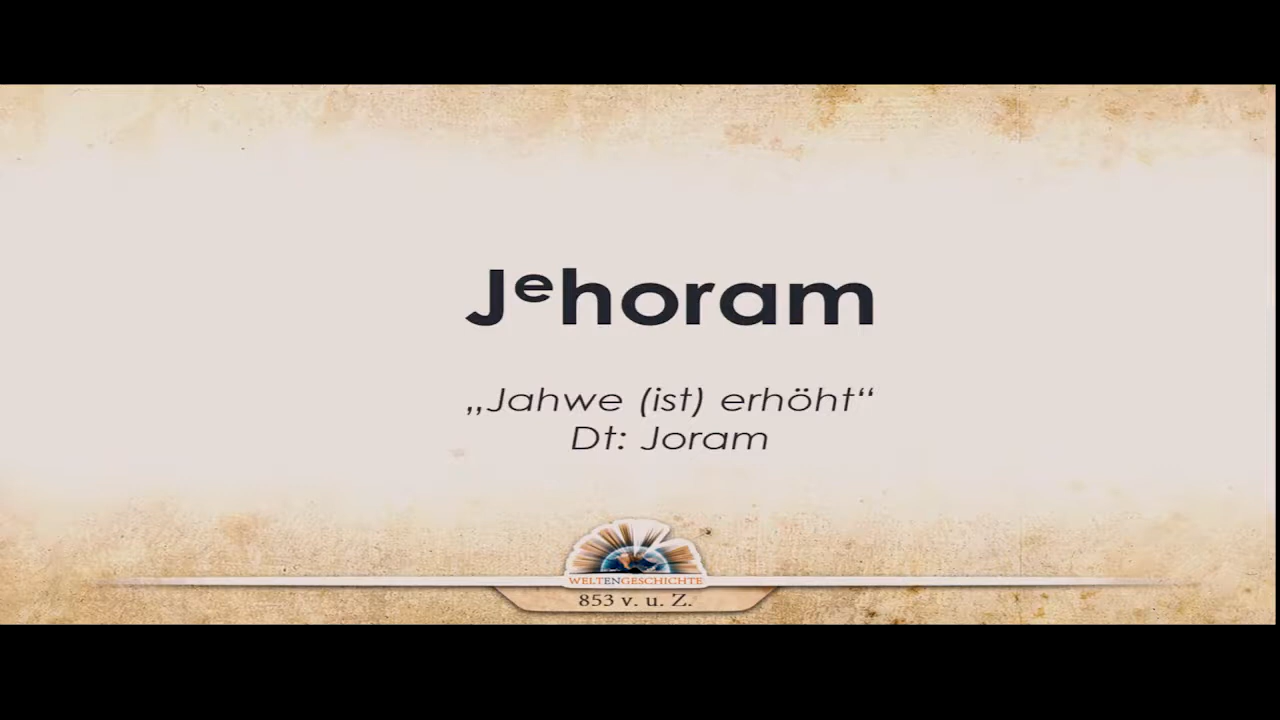 Jᵉhoram
„Jahwe (ist) erhöht“
Dt: Joram
WELTENGESCHICHTE
853 v. u. Z.